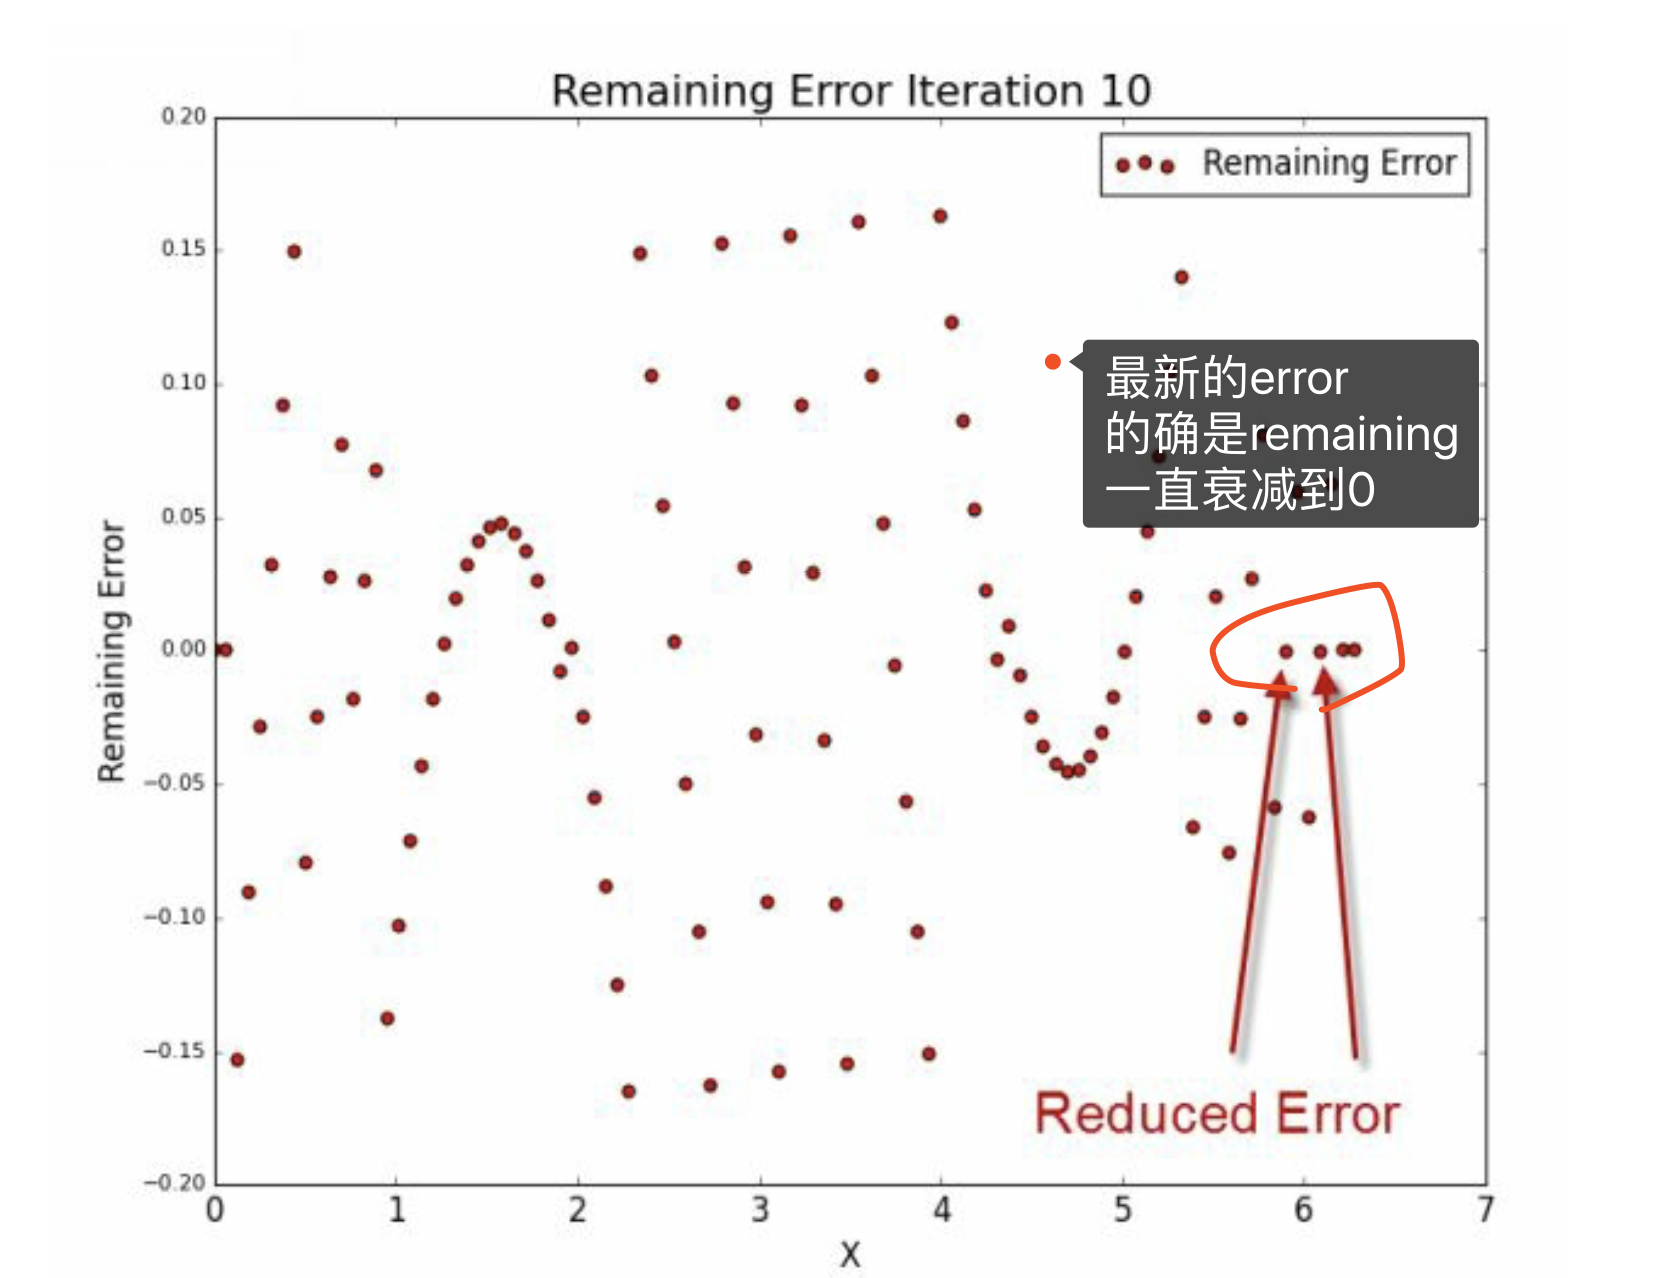 Remaining Error Iteration 10
0.20
Remaining Error
0.15
0.10
最新的error
的确是remaining
一直衰减到0
0.05
0.00
−0.05
−0.10
−0.15
−0.20
Remaining Error
Reduced Error
0 1 2 3 4 5 6 7
X